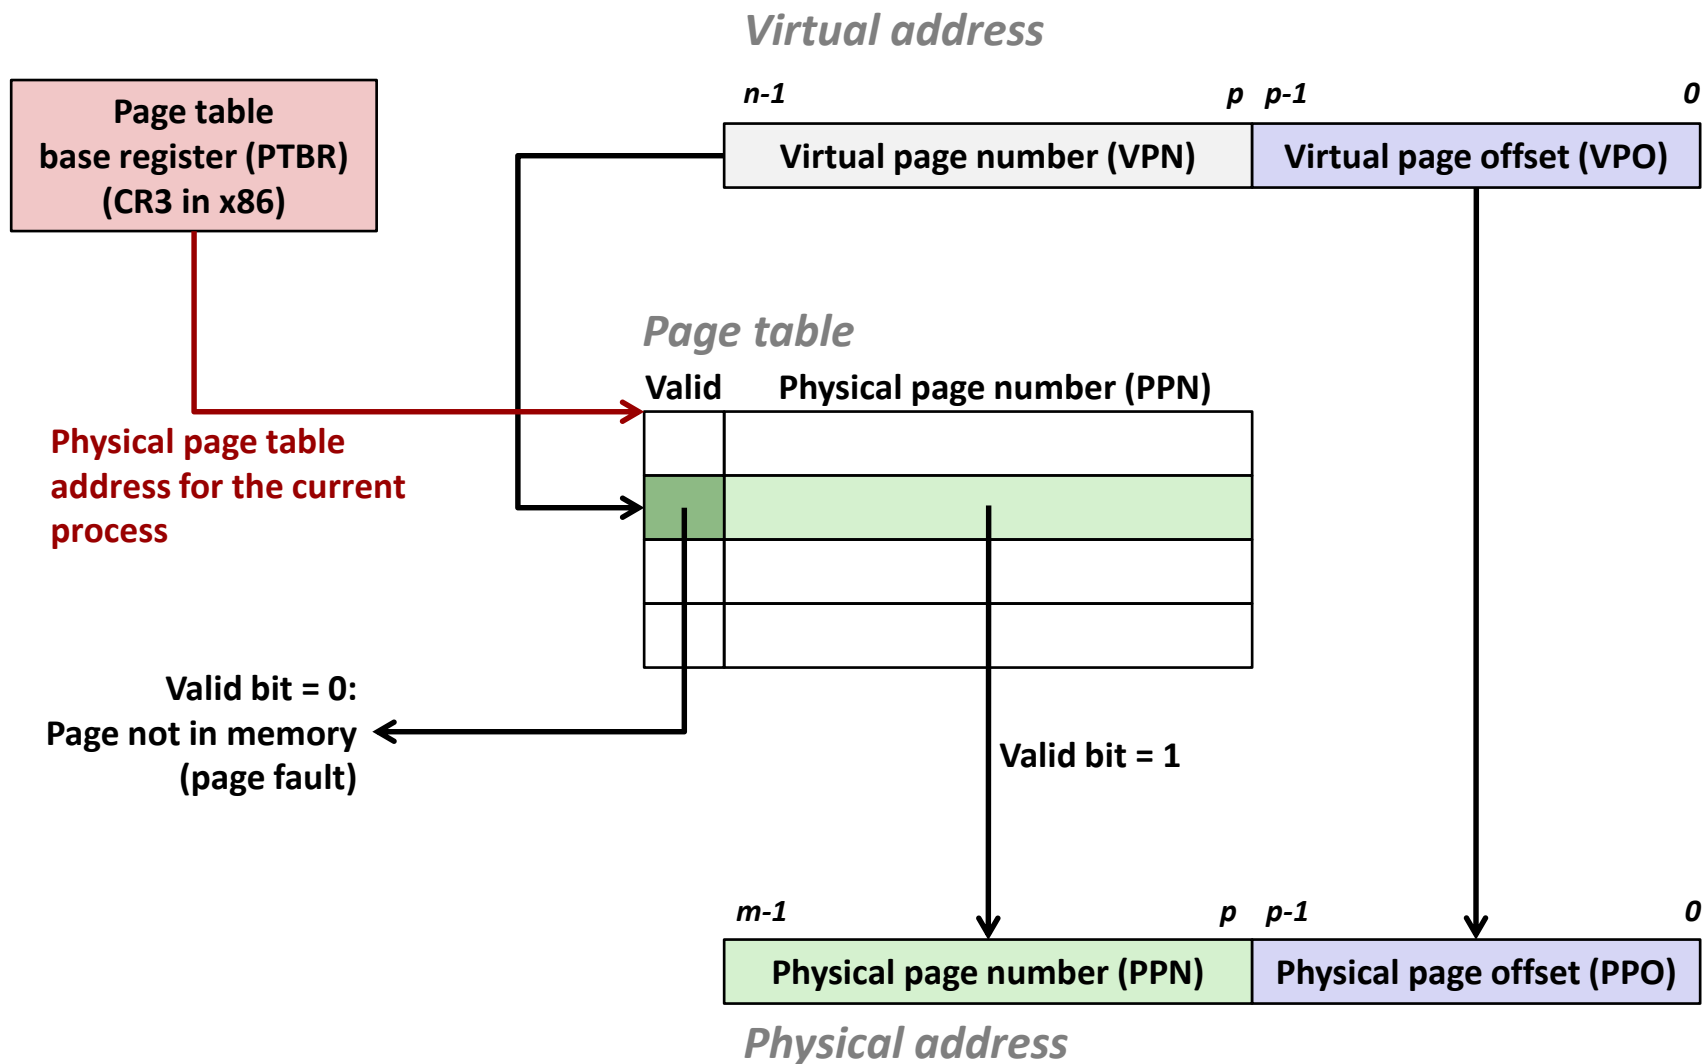 Virtual address
Page table
base register (PTBR)
(CR3 in x86)
n-1 p p-1 0
Virtual page number (VPN) Virtual page offset (VPO)
Page table
Valid Physical page number (PPN)
Physical page table
address for the current
process
Valid bit = 0:
Page not in memory
(page fault)
Valid bit = 1
m-1 p p-1 0
Physical page number (PPN) Physical page offset (PPO)
Physical address